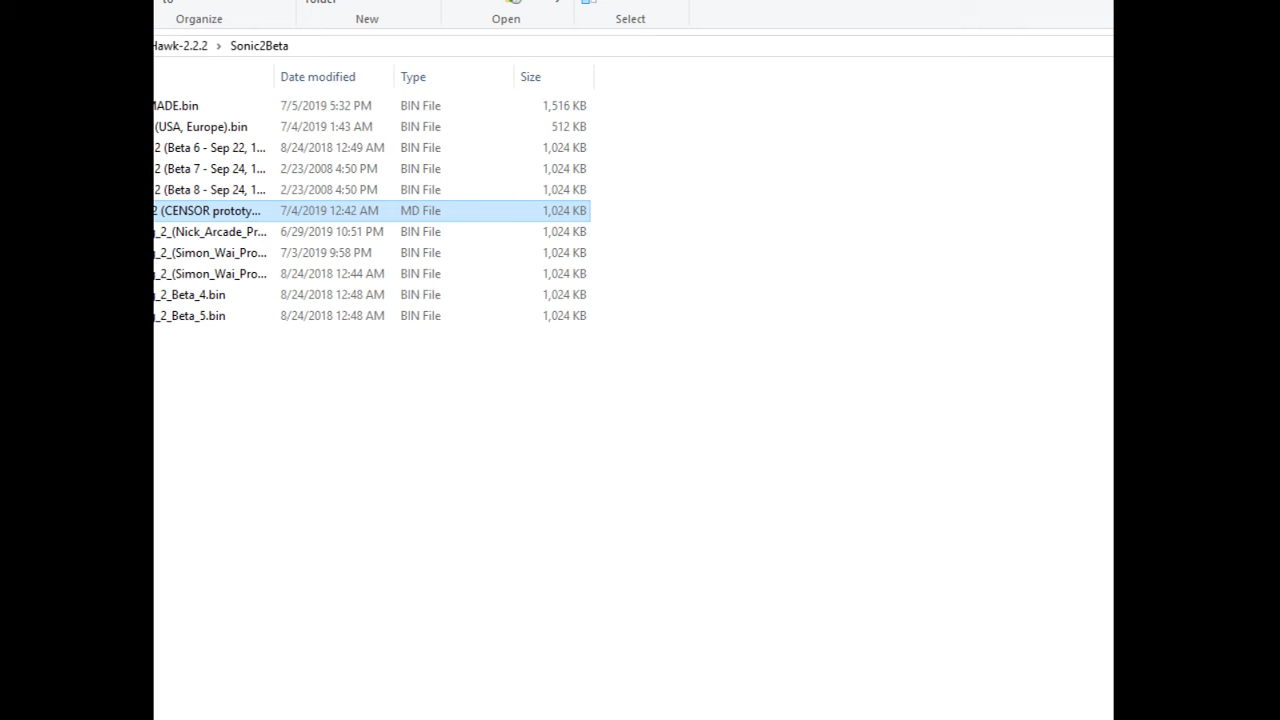 to
folder
Organize New Open Select
Hawk-2.2.2 > Sonic2Beta
Date modified Type Size
MADE.bin 7/5/2019 5:32 PM BIN File 1,516 KB
(USA, Europe).bin 7/4/2019 1:43 AM BIN File 512 KB
2 (Beta 6 - Sep 22, 1... 8/24/2018 12:49 AM BIN File 1,024 KB
2 (Beta 7 - Sep 24, 1... 2/23/2008 4:50 PM BIN File 1,024 KB
2 (Beta 8 - Sep 24, 1... 2/23/2008 4:50 PM BIN File 1,024 KB
2 (CENSOR prototy... 7/4/2019 12:42 AM MD File 1,024 KB
_2_(Nick_Arcade_Pr... 6/29/2019 10:51 PM BIN File 1,024 KB
_2_(Simon_Wai_Pro... 7/3/2019 9:58 PM BIN File 1,024 KB
_2_(Simon_Wai_Pro... 8/24/2018 12:44 AM BIN File 1,024 KB
_2_Beta_4.bin 8/24/2018 12:48 AM BIN File 1,024 KB
_2_Beta_5.bin 8/24/2018 12:48 AM BIN File 1,024 KB